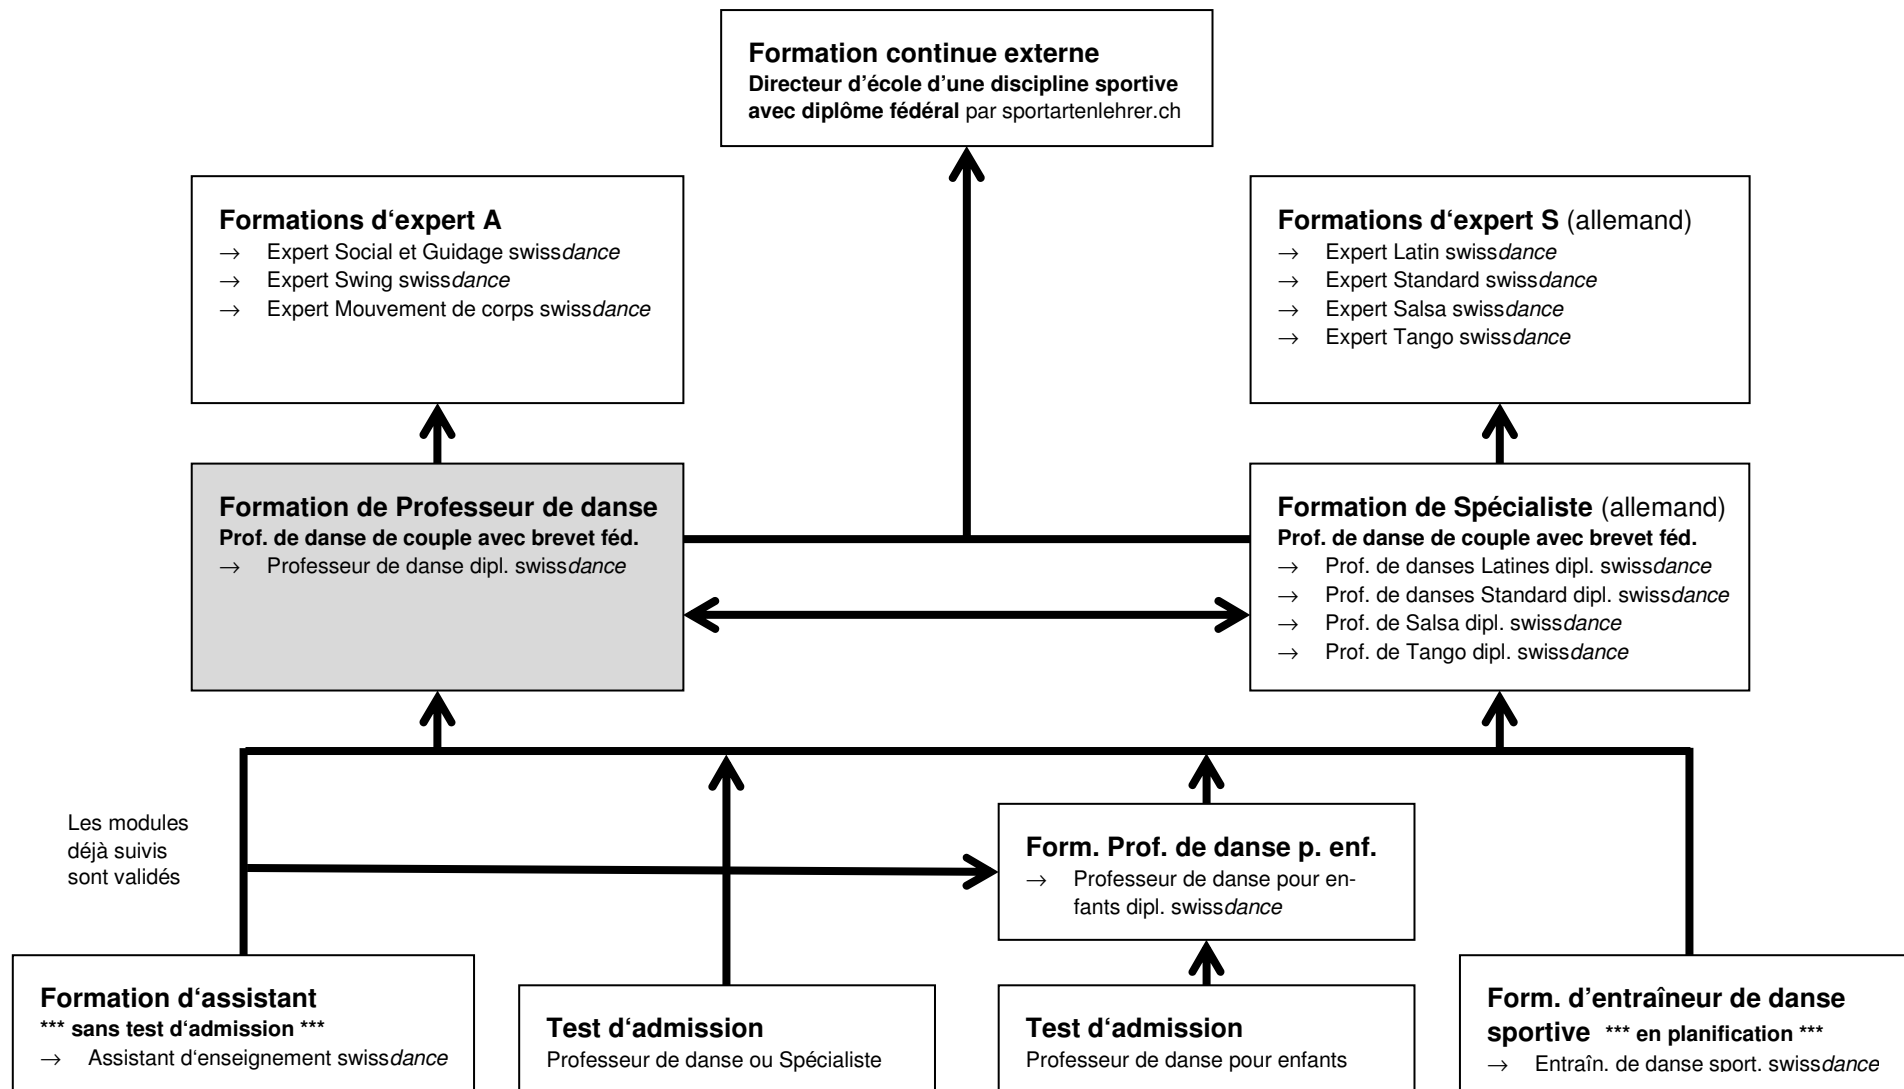 Formation continue externe
Directeur d’école d’une discipline sportive
avec diplôme fédéral par sportartenlehrer.ch
Formations d‘expert A
→ Expert Social et Guidage swissdance
→ Expert Swing swissdance
→ Expert Mouvement de corps swissdance
Formations d‘expert S (allemand)
→ Expert Latin swissdance
→ Expert Standard swissdance
→ Expert Salsa swissdance
→ Expert Tango swissdance
Formation de Professeur de danse
Prof. de danse de couple avec brevet féd.
→ Professeur de danse dipl. swissdance
Formation de Spécialiste (allemand)
Prof. de danse de couple avec brevet féd.
→ Prof. de danses Latines dipl. swissdance
→ Prof. de danses Standard dipl. swissdance
→ Prof. de Salsa dipl. swissdance
→ Prof. de Tango dipl. swissdance
Les modules
déjà suivis
sont validés
Form. Prof. de danse p. enf.
→ Professeur de danse pour en-
fants dipl. swissdance
Formation d’assistant
*** sans test d‘admission ***
→ Assistant d‘enseignement swissdance
Test d‘admission
Professeur de danse ou Spécialiste
Test d‘admission
Professeur de danse pour enfants
Form. d’entraîneur de danse
sportive *** en planification ***
→ Entraîn. de danse sport. swissdance